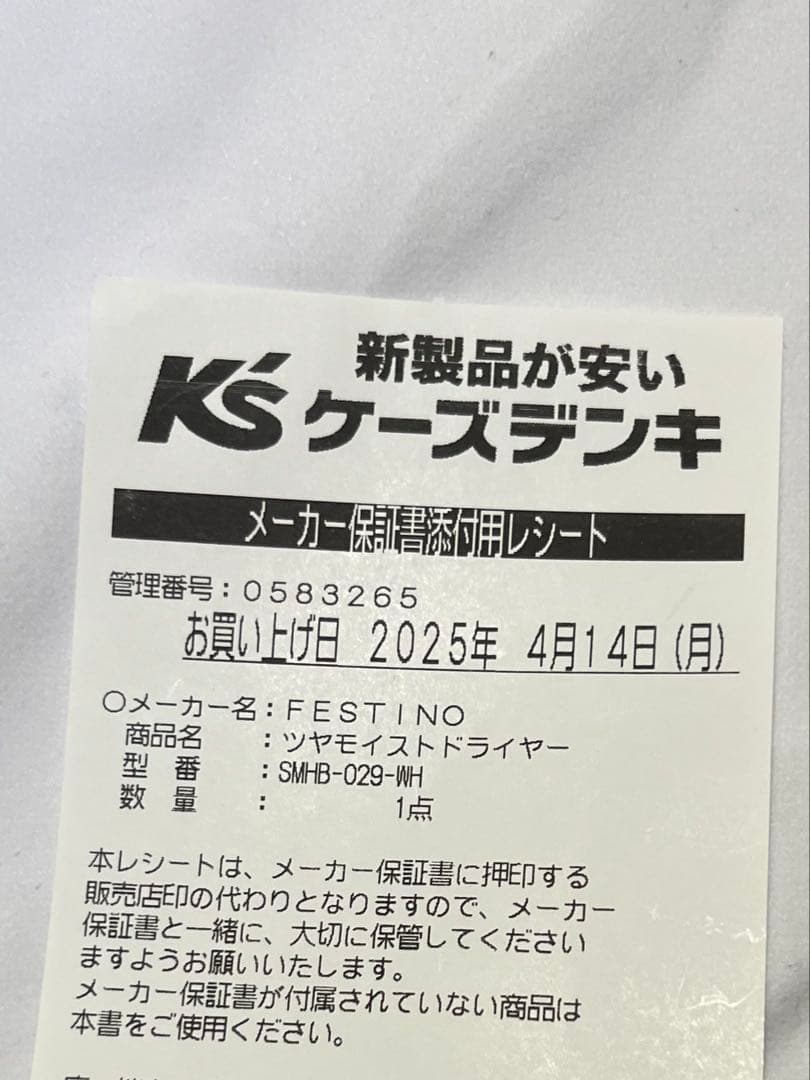 新製品が安い
K's ケーズデンキ
メーカー保証書添付用レシート
管理番号：0583265
お買い上げ日 2025年 4月14日(月)
〇メーカー名：FESTINO
商品名 ：ツヤモイストドライヤー
型 番 ：SMHB-029-WH
数 量 ： 1点
本レシートは、メーカー保証書に押印する
販売店印の代わりとなりますので、メーカー
保証書と一緒に、大切に保管してください
ますようお願いいたします。
メーカー保証書が付属されていない商品は
本書をご使用ください。